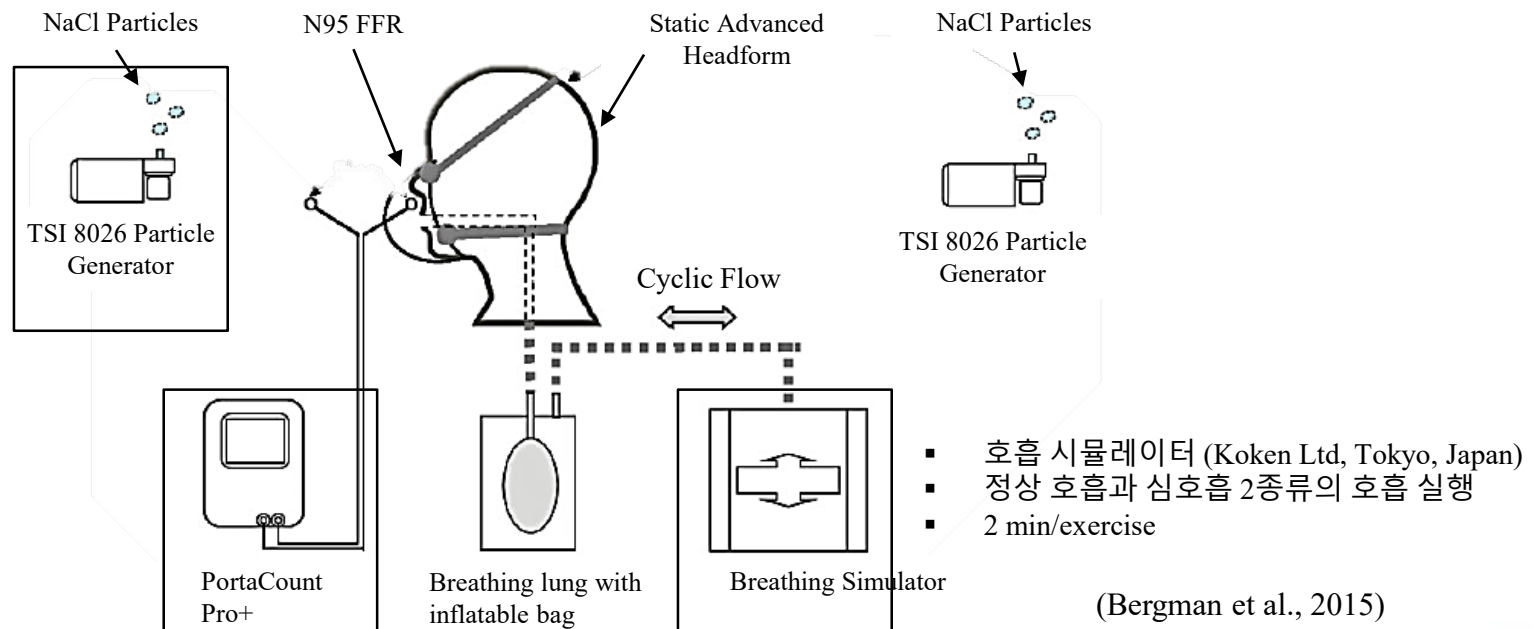 NaCl Particles
N95 FFR
Static Advanced
Headform
NaCl Particles
TSI 8026 Particle
Generator
TSI 8026 Particle
Generator
Cyclic Flow
PortaCount
Pro+
Breathing lung with
inflatable bag
Breathing Simulator
▪ 호흡 시뮬레이터 (Koken Ltd, Tokyo, Japan)
▪ 정상 호흡과 심호흡 2종류의 호흡 실행
▪ 2 min/exercise
(Bergman et al., 2015)